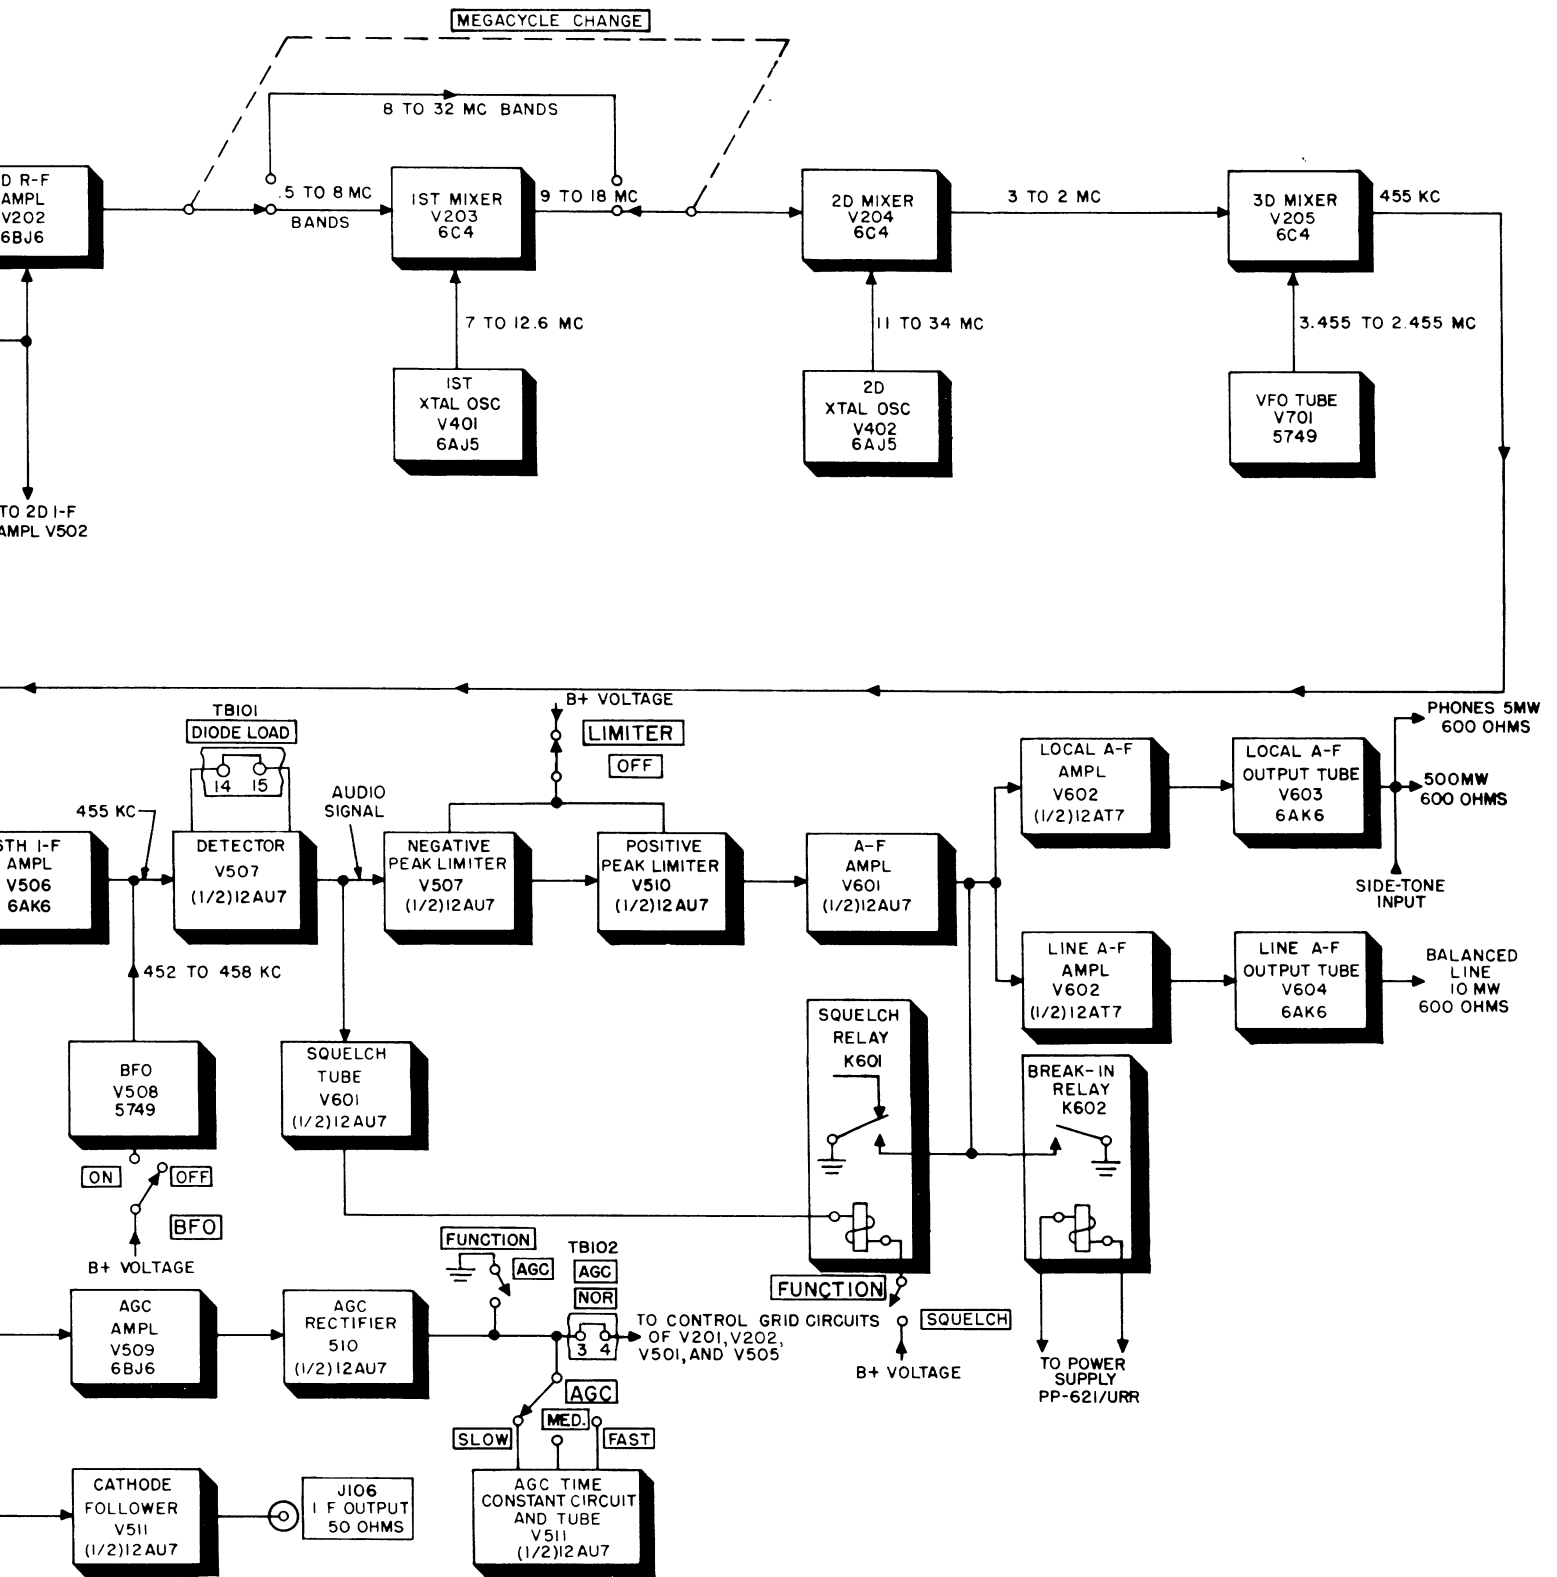 MEGACYCLE CHANGE
8 TO 32 MC BANDS
D R-F
AMPL
V202
6BJ6
.5 TO 8 MC
BANDS
1ST MIXER
V203
6C4
9 TO 18 MC
2D MIXER
V204
6C4
3 TO 2 MC
3D MIXER
V205
6C4
455 KC
7 TO 12.6 MC
11 TO 34 MC
3.455 TO 2.455 MC
1ST
XTAL OSC
V401
6AJ5
2D
XTAL OSC
V402
6AJ5
VFO TUBE
V701
5749
TO 2D I-F
AMPL V502
TB101
DIODE LOAD
14 15
B+ VOLTAGE
LIMITER
OFF
PHONES 5MW
600 OHMS
455 KC
AUDIO
SIGNAL
TH I-F
AMPL
V506
6AK6
DETECTOR
V507
(1/2)12AU7
NEGATIVE
PEAK LIMITER
V507
(1/2)12AU7
POSITIVE
PEAK LIMITER
V510
(1/2)12AU7
A-F
AMPL
V601
(1/2)12AU7
LOCAL A-F
AMPL
V602
(1/2)12AT7
LOCAL A-F
OUTPUT TUBE
V603
6AK6
500MW
600 OHMS
SIDE-TONE
INPUT
LINE A-F
AMPL
V602
(1/2)12AT7
LINE A-F
OUTPUT TUBE
V604
6AK6
BALANCED
LINE
10 MW
600 OHMS
452 TO 458 KC
BFO
V508
5749
SQUELCH
TUBE
V601
(1/2)12AU7
SQUELCH
RELAY
K601
BREAK-IN
RELAY
K602
ON
OFF
BFO
B+ VOLTAGE
FUNCTION
AGC
TB102
AGC
NOR
3 4
FUNCTION
SQUELCH
B+ VOLTAGE
TO POWER
SUPPLY
PP-621/URR
AGC
AMPL
V509
6BJ6
AGC
RECTIFIER
510
(1/2)12AU7
TO CONTROL GRID CIRCUITS
OF V201, V202,
V501, AND V505
AGC
SLOW
MED.
FAST
CATHODE
FOLLOWER
V511
(1/2)12AU7
J106
I F OUTPUT
50 OHMS
AGC TIME
CONSTANT CIRCUIT
AND TUBE
V511
(1/2)12AU7